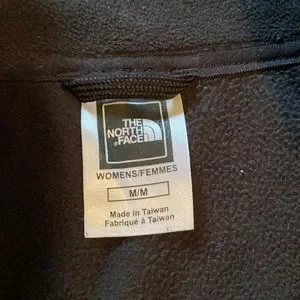 THE
NORTH
FACE
WOMENS/FEMMES
M/M
Made in Taiwan
Fabriqué à Taiwan